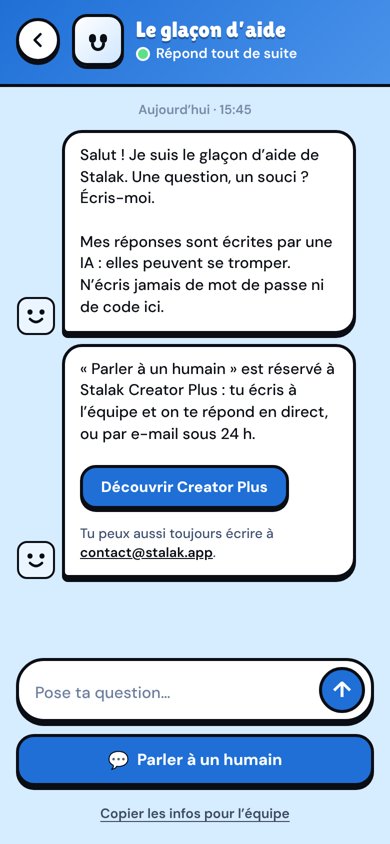 Le glaçon d'aide
Répond tout de suite
Aujourd'hui · 15:45
Salut ! Je suis le glaçon d'aide de
Stalak. Une question, un souci ?
Écris-moi.
Mes réponses sont écrites par une
IA : elles peuvent se tromper.
N'écris jamais de mot de passe ni
de code ici.
« Parler à un humain » est réservé à
Stalak Creator Plus : tu écris à
l'équipe et on te répond en direct,
ou par e-mail sous 24 h.
Découvrir Creator Plus
Tu peux aussi toujours écrire à
contact@stalak.app.
Pose ta question…
💬 Parler à un humain
Copier les infos pour l'équipe